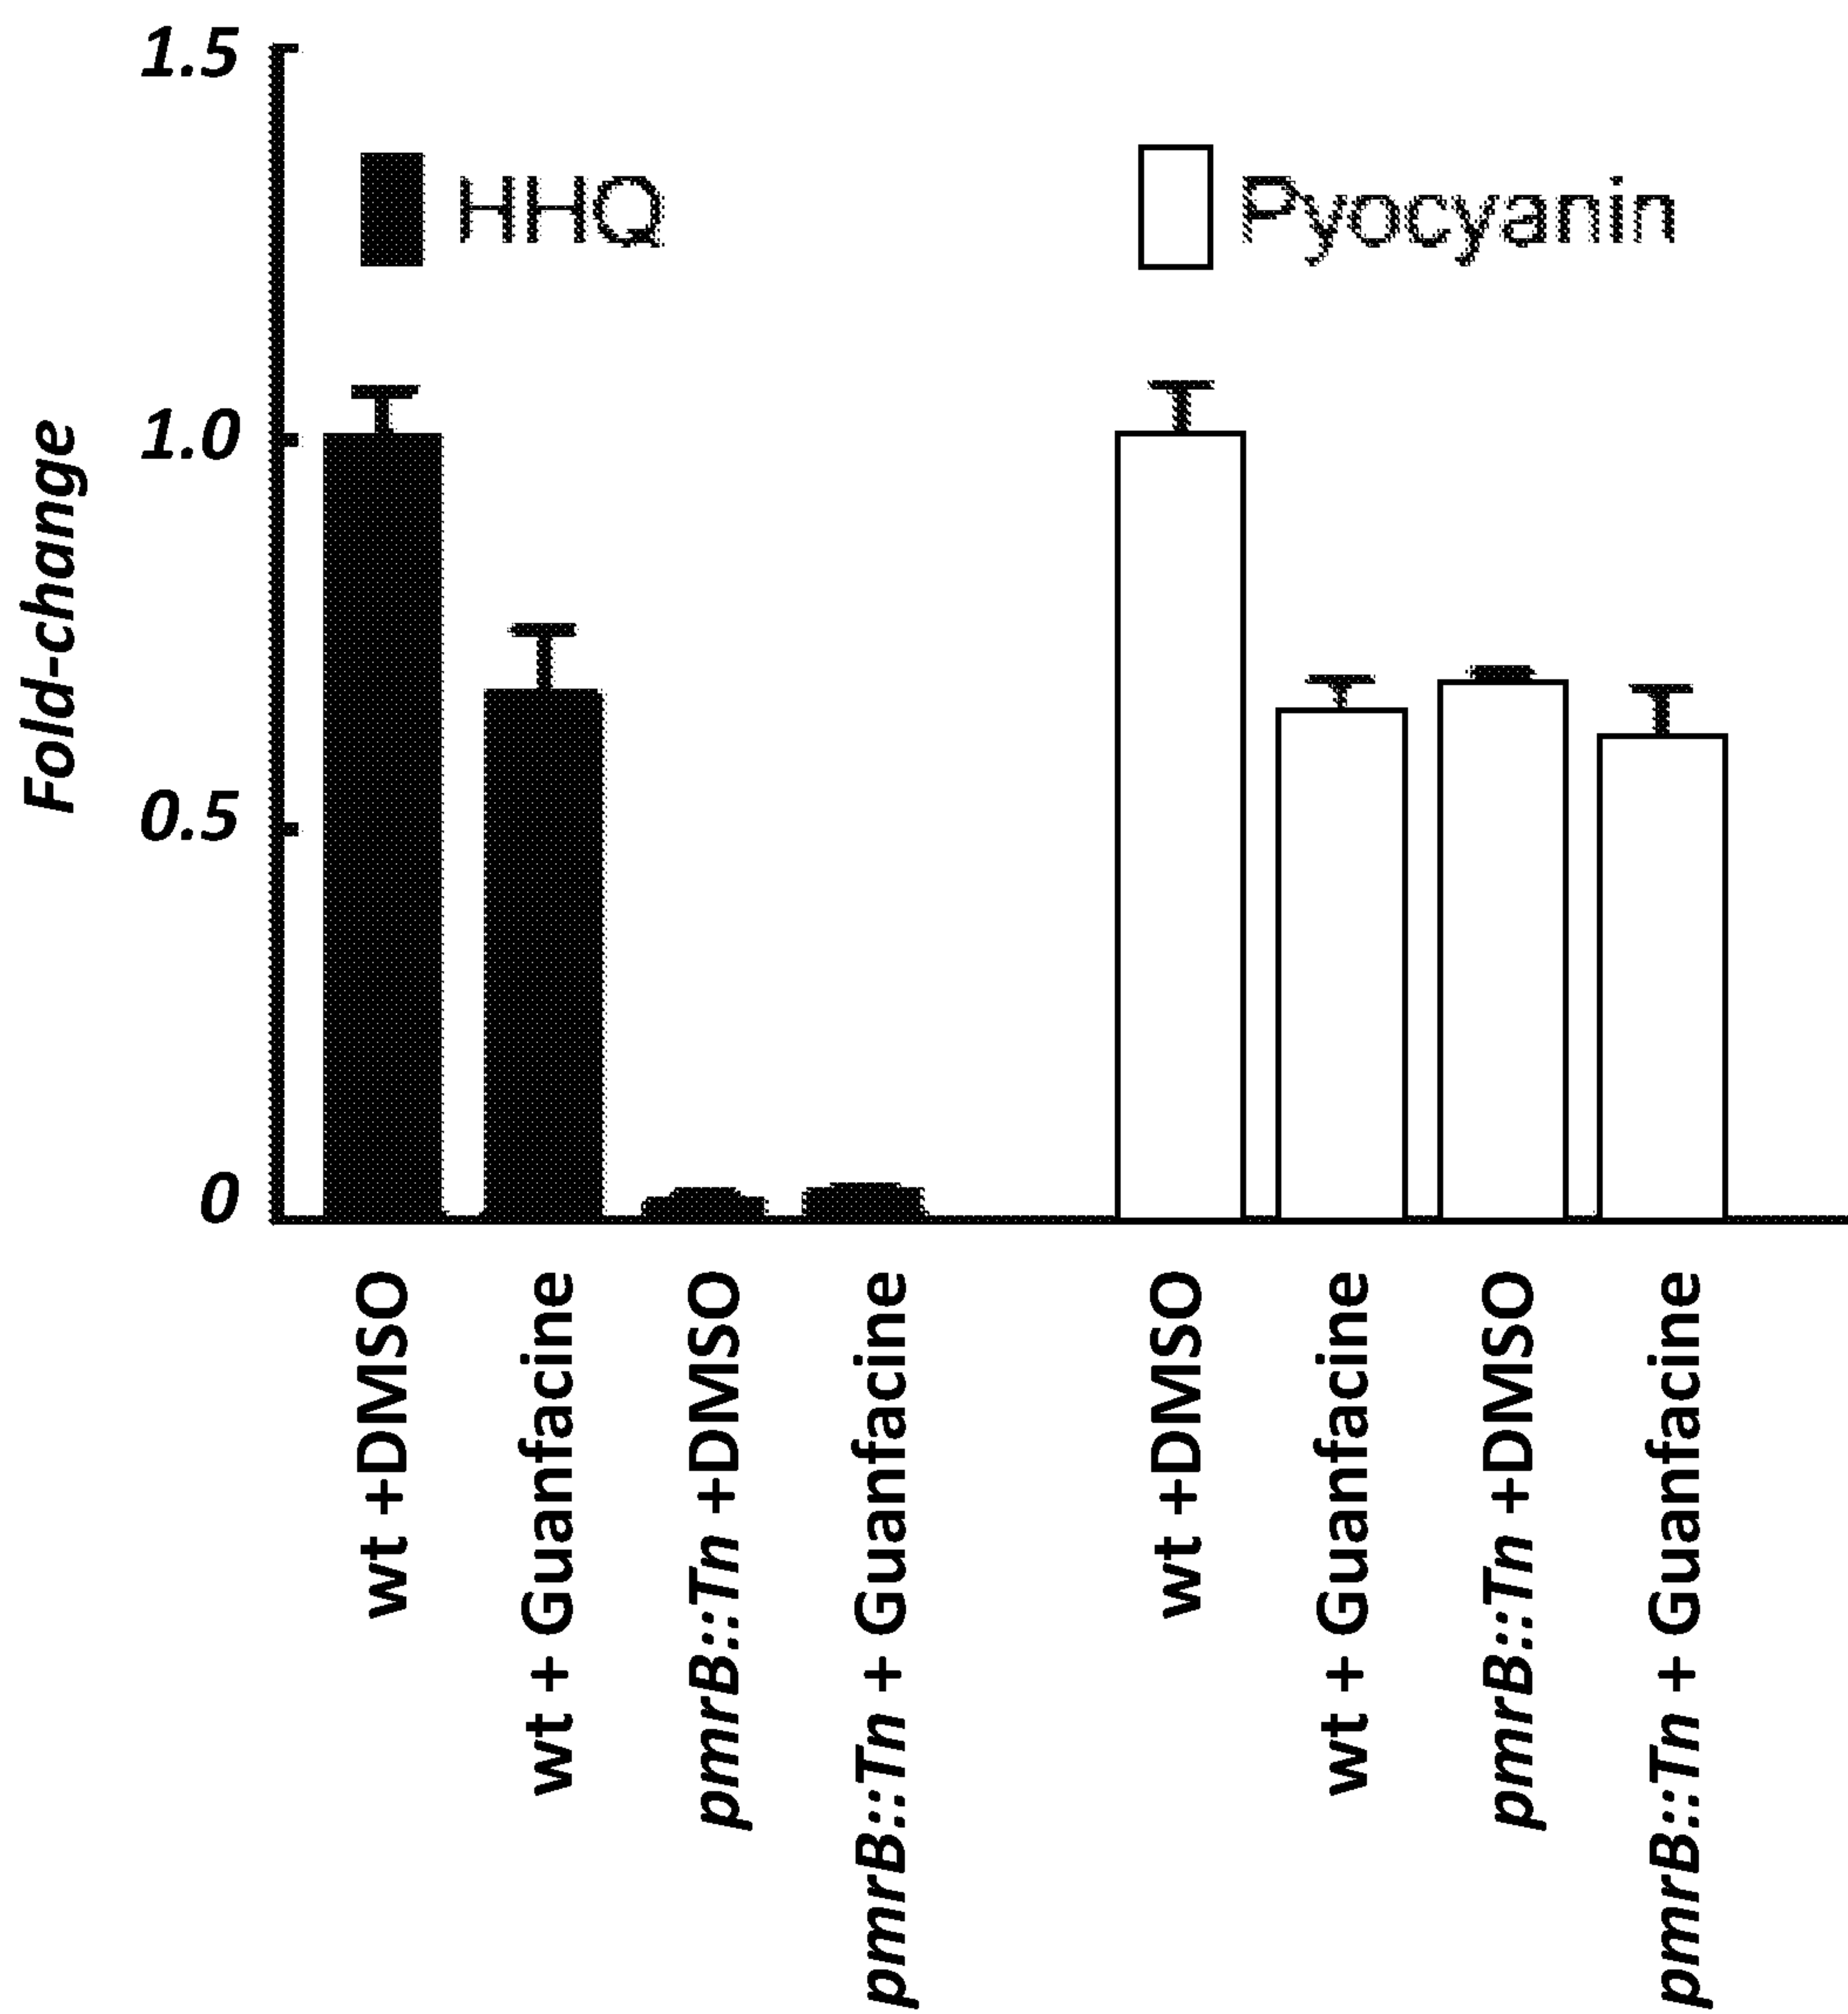 1.5
HHQ
Pyocyanin
1.0
Fold-change
0.5
0
wt +DMSO
wt + Guanfacine
pmrB::Tn +DMSO
pmrB::Tn + Guanfacine
wt +DMSO
wt + Guanfacine
pmrB::Tn +DMSO
pmrB::Tn + Guanfacine